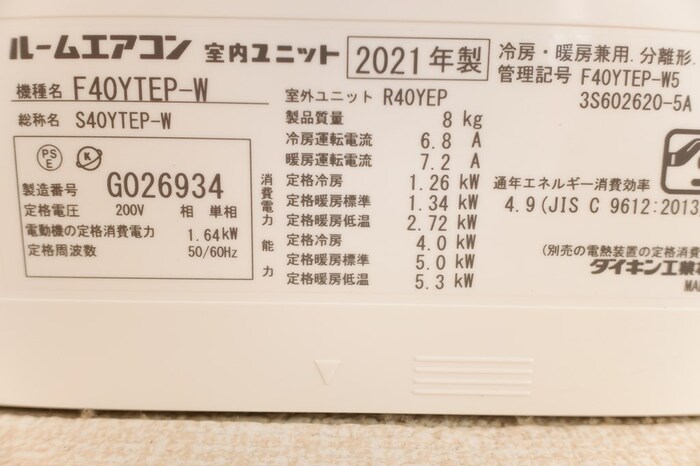 ルームエアコン 室内ユニット 2021年製
冷房・暖房兼用.分離形.
管理記号 F40YTEP-W5
3S602620-5A
機種名 F40YTEP-W
総称名 S40YTEP-W
PS
E
K
製造番号 G026934
定格電圧 200V 相 単相
電動機の定格消費電力 1.64kW
定格周波数 50/60Hz
室外ユニット R40YEP
製品質量 8 kg
冷房運転電流 6.8 A
暖房運転電流 7.2 A
消費電力
定格冷房 1.26 kW
定格暖房標準 1.34 kW
定格暖房低温 2.72 kW
能力
定格冷房 4.0 kW
定格暖房標準 5.0 kW
定格暖房低温 5.3 kW
通年エネルギー消費効率
4.9(JIS C 9612:2013
(別売の電熱装置の定格消費
ダイキン工業
MA